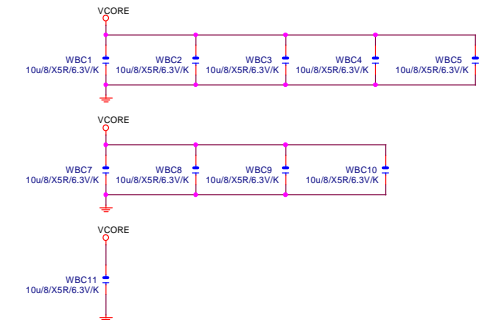 VCORE
WBC1 WBC2 WBC3 WBC4 WBC5
10u/8/X5R/6.3V/K 10u/8/X5R/6.3V/K 10u/8/X5R/6.3V/K 10u/8/X5R/6.3V/K 10u/8/X5R/6.3V/K
VCORE
WBC7 WBC8 WBC9 WBC10
10u/8/X5R/6.3V/K 10u/8/X5R/6.3V/K 10u/8/X5R/6.3V/K 10u/8/X5R/6.3V/K
VCORE
WBC11
10u/8/X5R/6.3V/K